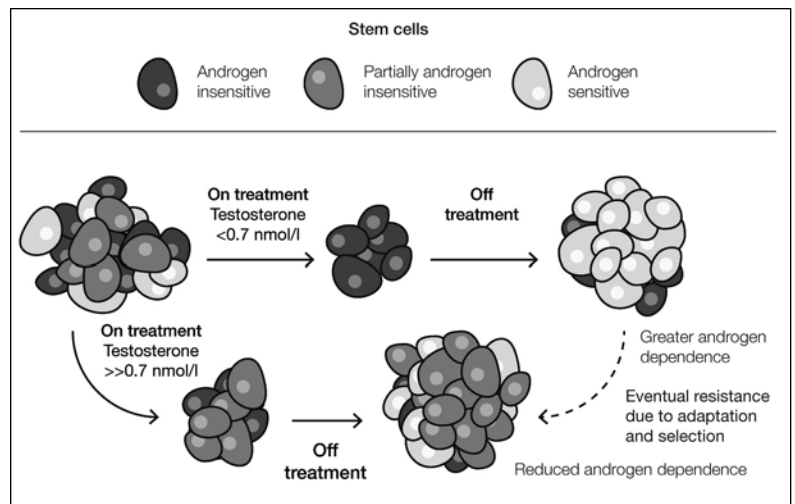 Stem cells
Androgen
insensitive
Partially androgen
insensitive
Androgen
sensitive
On treatment
Testosterone
<0.7 nmol/l
Off
treatment
On treatment
Testosterone
>>0.7 nmol/l
Off
treatment
Greater androgen
dependence
Eventual resistance
due to adaptation
and selection
Reduced androgen dependence